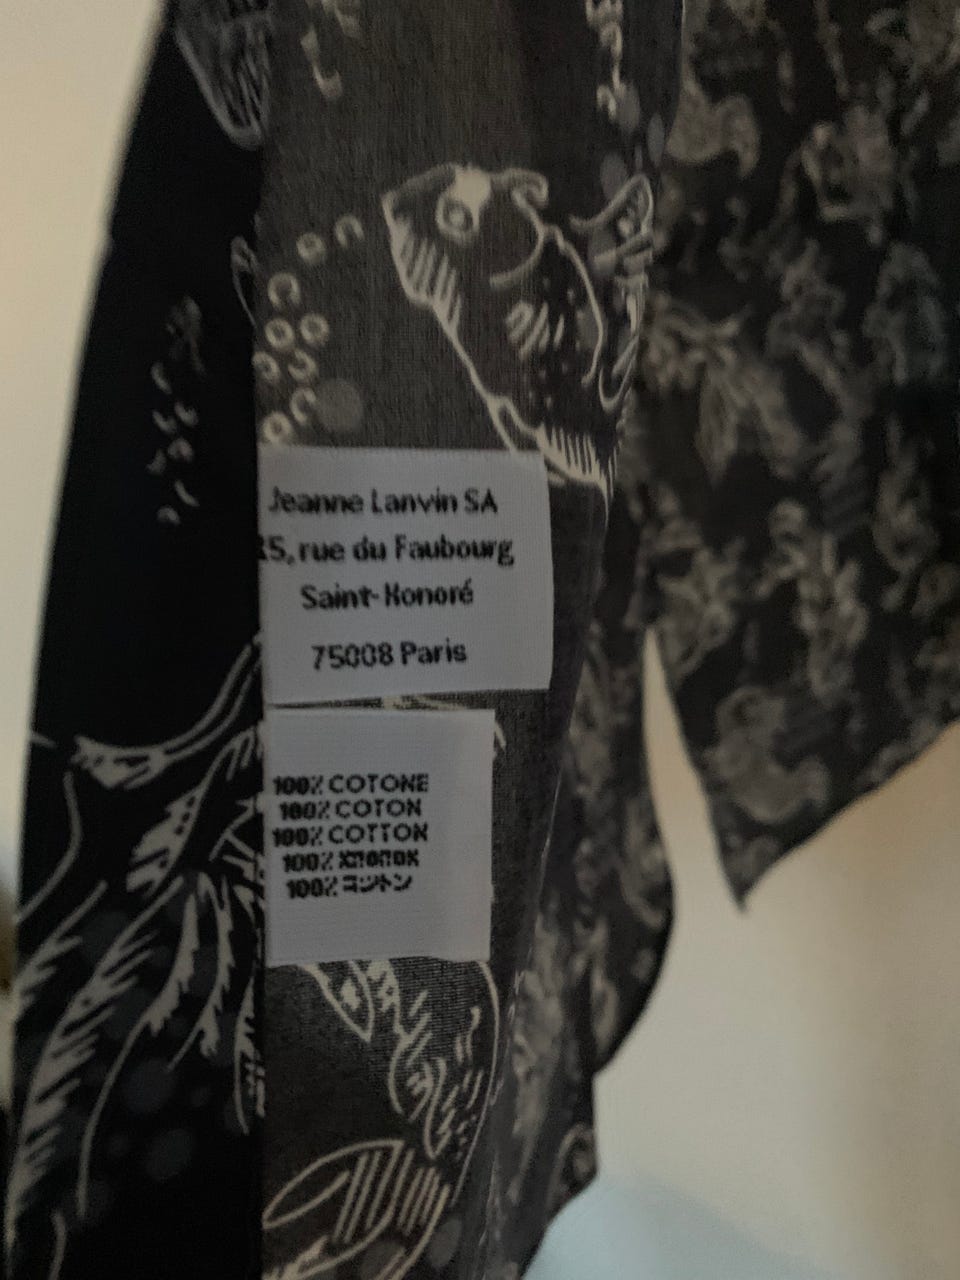 Jeanne Lanvin SA
15, rue du Faubourg
Saint-Honoré
75008 Paris
100% COTONE
100% COTON
100% COTTON
100% ХЛОПОК
100% コットン